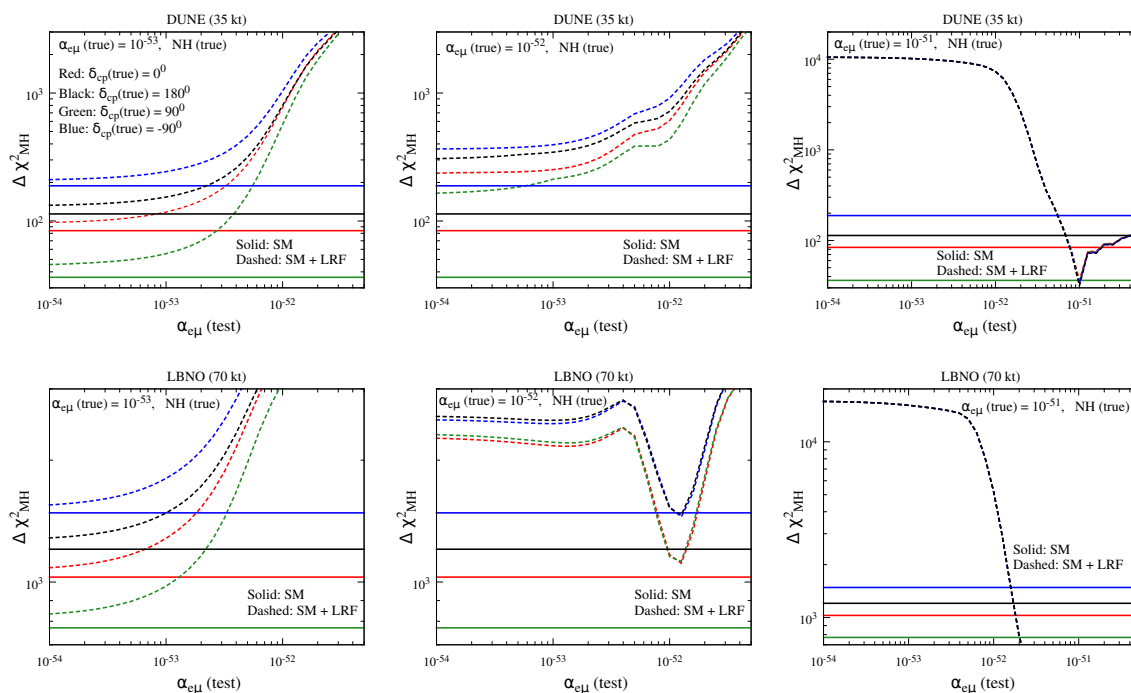 DUNE (35 kt)
α_eμ (true) = 10^-53, NH (true)
Red: δ_cp(true) = 0^0
Black: δ_cp(true) = 180^0
Green: δ_cp(true) = 90^0
Blue: δ_cp(true) = -90^0
Solid: SM
Dashed: SM + LRF
Δ χ^2_MH
10^3
10^2
10^-54 10^-53 10^-52
α_eμ (test)
DUNE (35 kt)
α_eμ (true) = 10^-52, NH (true)
Solid: SM
Dashed: SM + LRF
Δ χ^2_MH
10^3
10^2
10^-54 10^-53 10^-52
α_eμ (test)
DUNE (35 kt)
α_eμ (true) = 10^-51, NH (true)
Solid: SM
Dashed: SM + LRF
Δ χ^2_MH
10^4
10^3
10^2
10^-54 10^-53 10^-52 10^-51
α_eμ (test)
LBNO (70 kt)
α_eμ (true) = 10^-53, NH (true)
Solid: SM
Dashed: SM + LRF
Δ χ^2_MH
10^3
10^-54 10^-53 10^-52
α_eμ (test)
LBNO (70 kt)
α_eμ (true) = 10^-52, NH (true)
Solid: SM
Dashed: SM + LRF
Δ χ^2_MH
10^3
10^-54 10^-53 10^-52
α_eμ (test)
LBNO (70 kt)
α_eμ (true) = 10^-51, NH (true)
Solid: SM
Dashed: SM + LRF
Δ χ^2_MH
10^4
10^3
10^-54 10^-53 10^-52 10^-51
α_eμ (test)